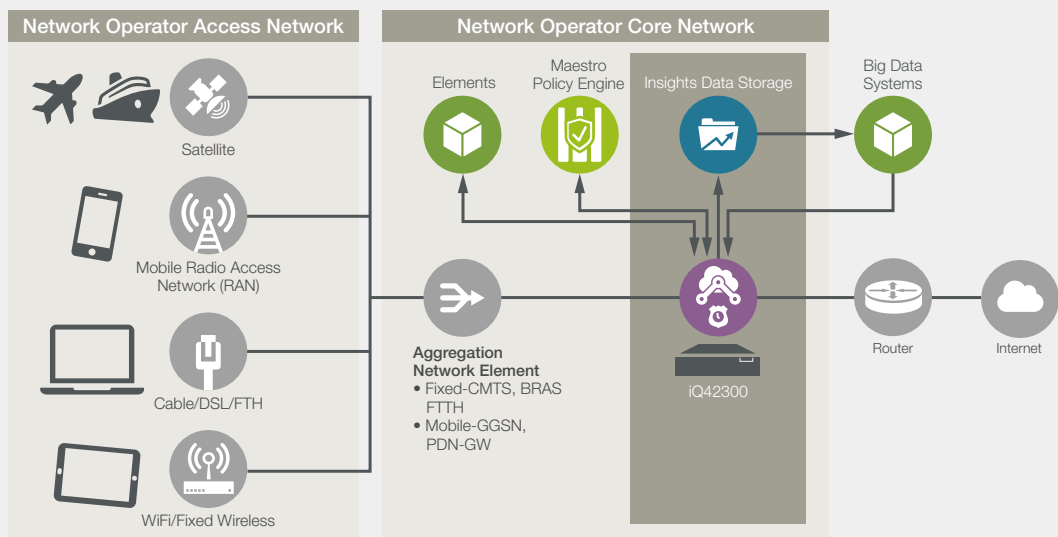 Network Operator Access Network
Satellite
Mobile Radio Access
Network (RAN)
Cable/DSL/FTH
WiFi/Fixed Wireless
Network Operator Core Network
Elements
Maestro
Policy Engine
Insights Data Storage
Big Data
Systems
Aggregation
Network Element
• Fixed-CMTS, BRAS
FTTH
• Mobile-GGSN,
PDN-GW
iQ42300
Router
Internet